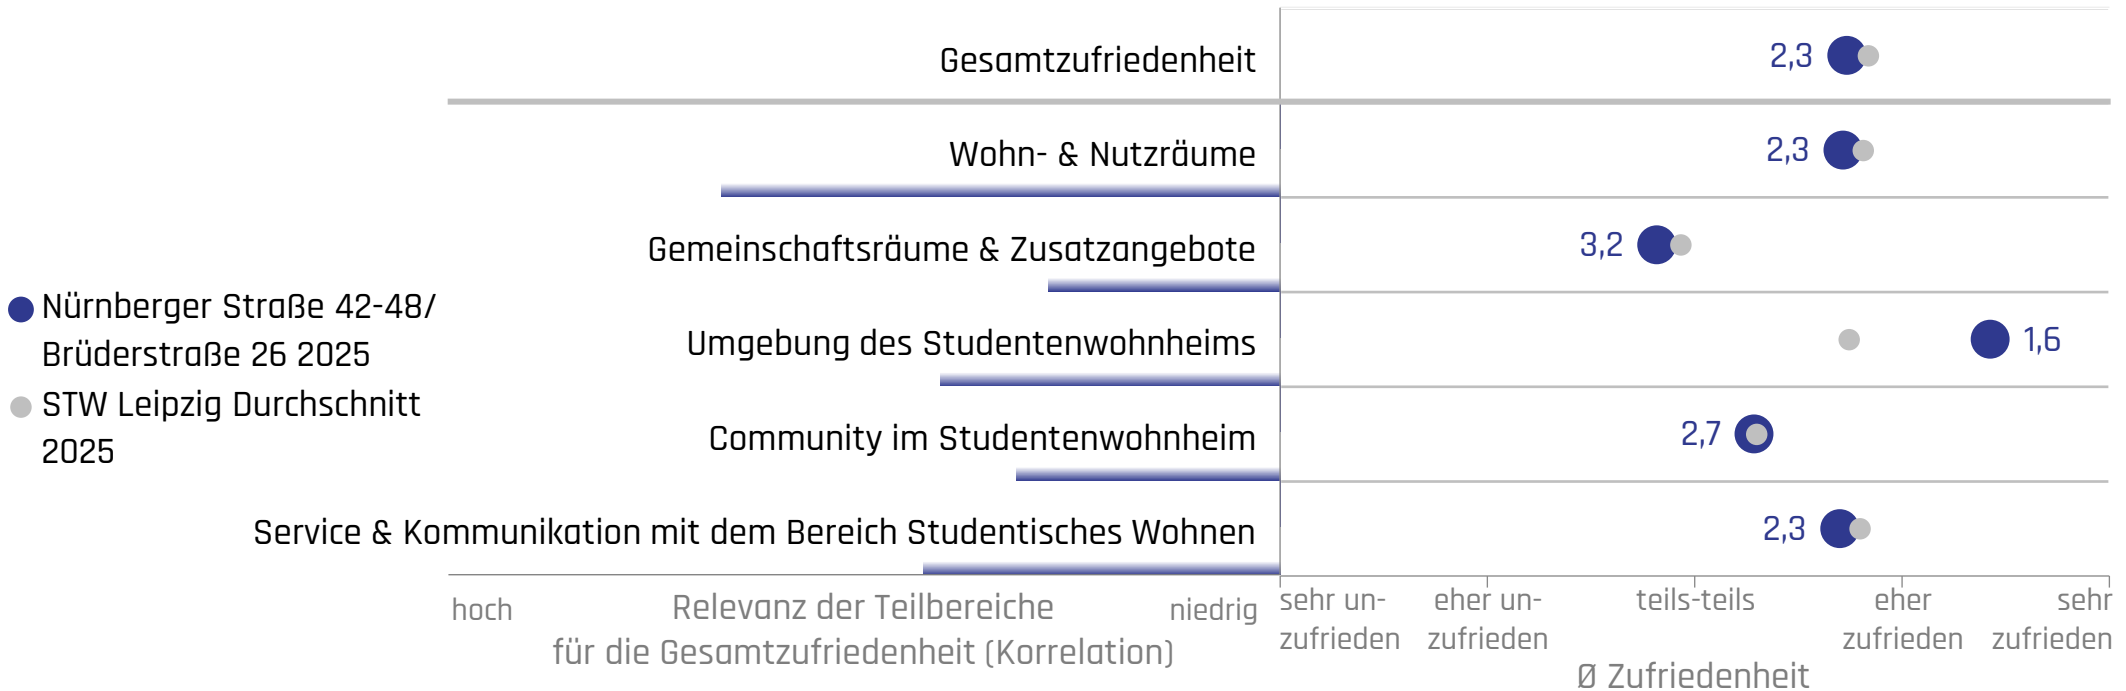 Gesamtzufriedenheit
2,3
Wohn- & Nutzräume
2,3
Gemeinschaftsräume & Zusatzangebote
3,2
Umgebung des Studentenwohnheims
1,6
Community im Studentenwohnheim
2,7
Service & Kommunikation mit dem Bereich Studentisches Wohnen
2,3
Nürnberger Straße 42-48/
Brüderstraße 26 2025
STW Leipzig Durchschnitt
2025
hoch
Relevanz der Teilbereiche
für die Gesamtzufriedenheit (Korrelation)
niedrig
sehr un-
zufrieden
eher un-
zufrieden
teils-teils
eher
zufrieden
sehr
zufrieden
Ø Zufriedenheit